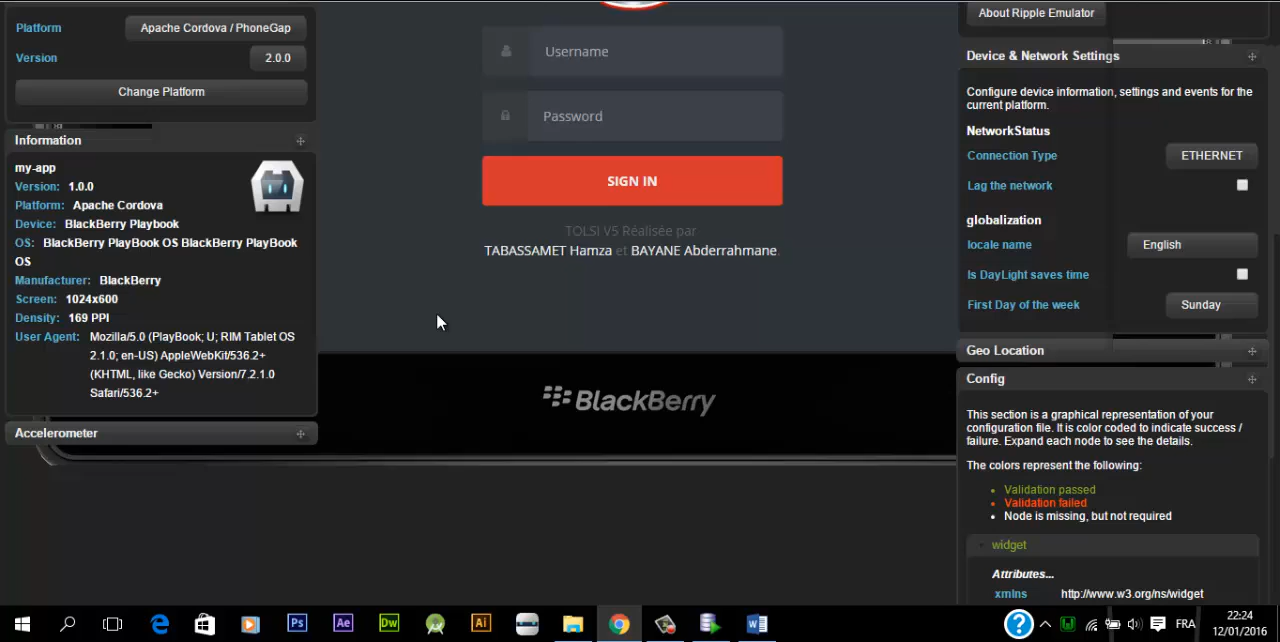 Platform
Apache Cordova / PhoneGap
Version
2.0.0
Change Platform
Information
my-app
Version: 1.0.0
Platform: Apache Cordova
Device: BlackBerry Playbook
OS: BlackBerry PlayBook OS BlackBerry PlayBook
OS
Manufacturer: BlackBerry
Screen: 1024x600
Density: 169 PPI
User Agent: Mozilla/5.0 (PlayBook; U; RIM Tablet OS
2.1.0; en-US) AppleWebKit/536.2+
(KHTML, like Gecko) Version/7.2.1.0
Safari/536.2+
Accelerometer
Username
Password
SIGN IN
TOLSI V5 Réalisée par
TABASSAMET Hamza et BAYANE Abderrahmane.
BlackBerry
About Ripple Emulator
Device & Network Settings
Configure device information, settings and events for the
current platform.
NetworkStatus
Connection Type
ETHERNET
Lag the network
globalization
locale name
English
Is DayLight saves time
First Day of the week
Sunday
Geo Location
Config
This section is a graphical representation of your
configuration file. It is color coded to indicate success /
failure. Expand each node to see the details.
The colors represent the following:
Validation passed
Validation failed
Node is missing, but not required
widget
Attributes...
xmlns
http://www.w3.org/ns/widget
Ps
Ae
Dw
Ai
FRA
22:24
12/01/2016